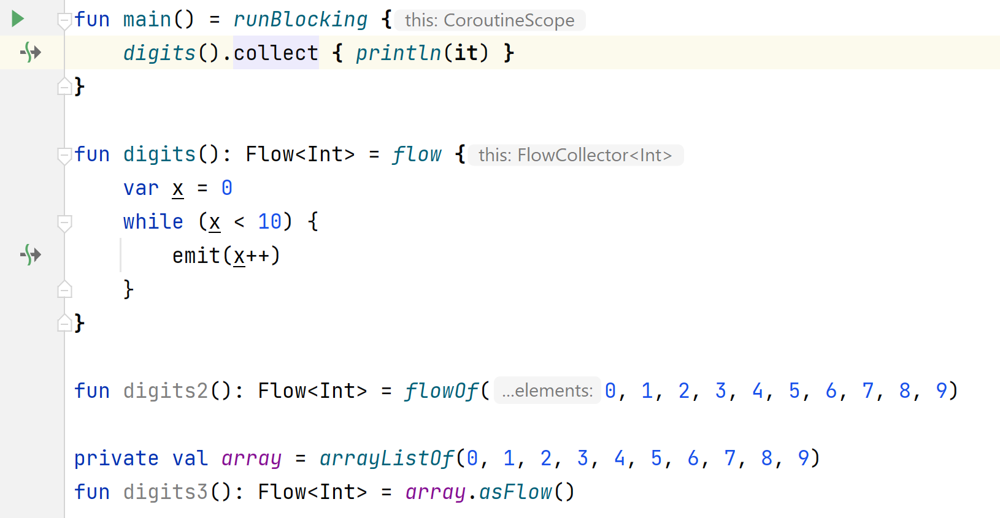 fun main() = runBlocking { this: CoroutineScope
    digits().collect { println(it) }
}
fun digits(): Flow<Int> = flow { this: FlowCollector<Int>
    var x = 0
    while (x < 10) {
        emit(x++)
    }
}
fun digits2(): Flow<Int> = flowOf( ...elements: 0, 1, 2, 3, 4, 5, 6, 7, 8, 9)
private val array = arrayListOf(0, 1, 2, 3, 4, 5, 6, 7, 8, 9)
fun digits3(): Flow<Int> = array.asFlow()